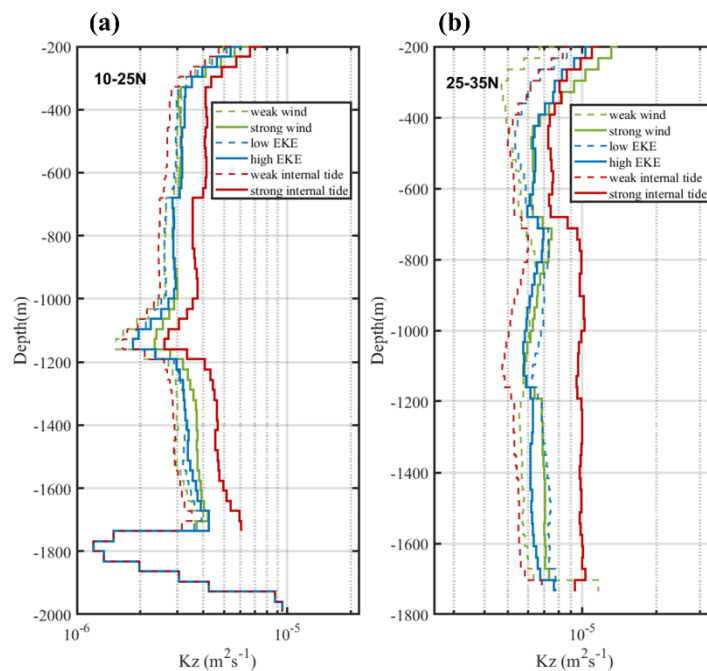 (a)
(b)
-200
-400
-600
-800
-1000
-1200
-1400
-1600
-1800
-2000
Depth(m)
10-25N
weak wind
strong wind
low EKE
high EKE
weak internal tide
strong internal tide
10⁻⁶
10⁻⁵
Kz (m²s⁻¹)
-200
-400
-600
-800
-1000
-1200
-1400
-1600
-1800
Depth(m)
25-35N
weak wind
strong wind
low EKE
high EKE
weak internal tide
strong internal tide
10⁻⁵
Kz (m²s⁻¹)